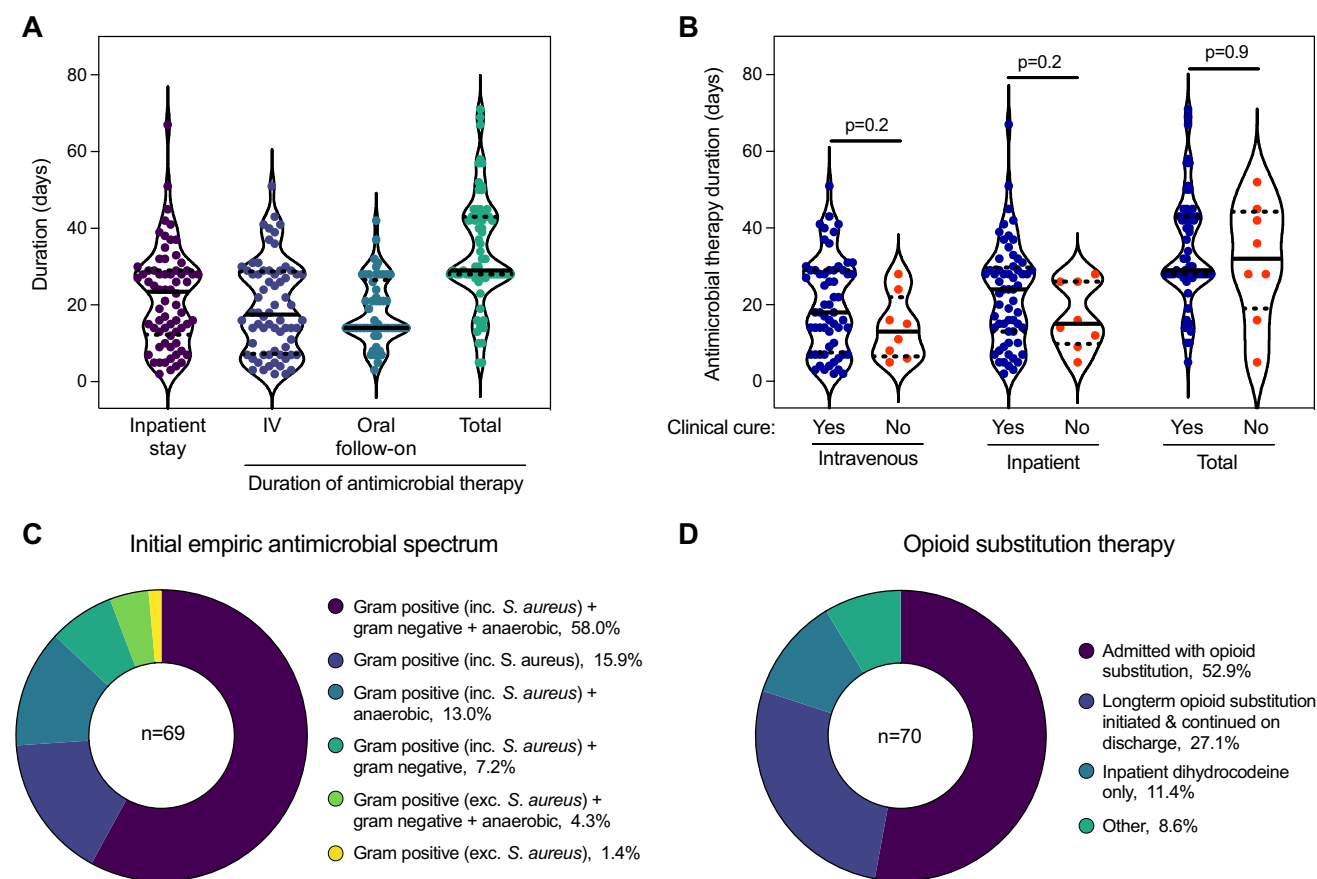 A
Duration (days)
80
60
40
20
0
Inpatient
stay
IV
Oral
follow-on
Total
Duration of antimicrobial therapy
B
Antimicrobial therapy duration (days)
80
60
40
20
0
p=0.2
p=0.2
p=0.9
Clinical cure: Yes No Yes No Yes No
Intravenous Inpatient Total
C
Initial empiric antimicrobial spectrum
n=69
Gram positive (inc. S. aureus) +
gram negative + anaerobic, 58.0%
Gram positive (inc. S. aureus), 15.9%
Gram positive (inc. S. aureus) +
anaerobic, 13.0%
Gram positive (inc. S. aureus) +
gram negative, 7.2%
Gram positive (exc. S. aureus) +
gram negative + anaerobic, 4.3%
Gram positive (exc. S. aureus), 1.4%
D
Opioid substitution therapy
n=70
Admitted with opioid
substitution, 52.9%
Longterm opioid substitution
initiated & continued on
discharge, 27.1%
Inpatient dihydrocodeine
only, 11.4%
Other, 8.6%